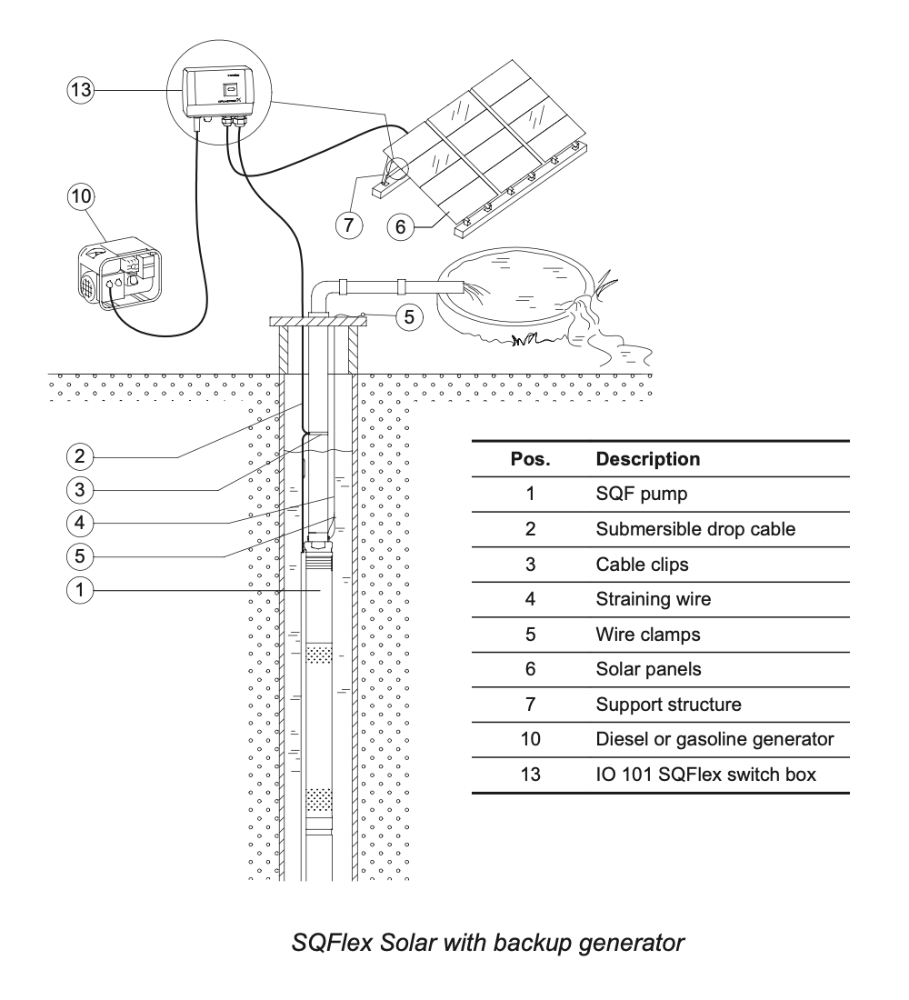 13
10
7
6
5
2
3
4
5
1
Pos. Description
1 SQF pump
2 Submersible drop cable
3 Cable clips
4 Straining wire
5 Wire clamps
6 Solar panels
7 Support structure
10 Diesel or gasoline generator
13 IO 101 SQFlex switch box
SQFlex Solar with backup generator